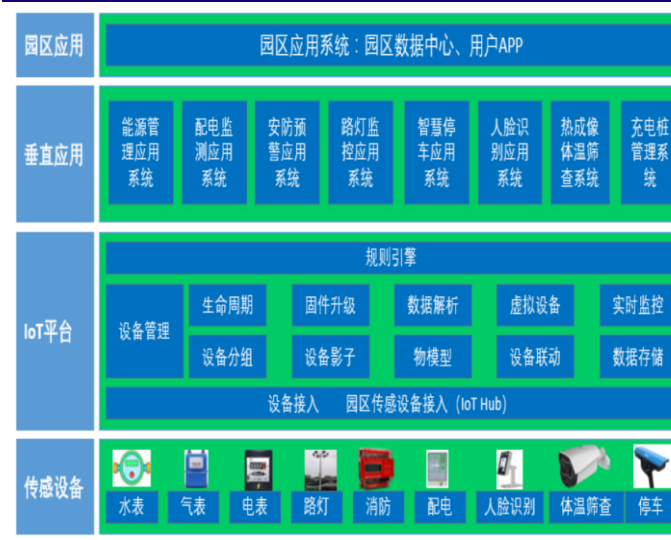 园区应用
园区应用系统：园区数据中心、用户APP
垂直应用
能源管
理应用
系统
配电监
测应用
系统
安防预
警应用
系统
路灯监
控应用
系统
智慧停
车应用
系统
人脸识
别应用
系统
热成像
体温筛
查系统
充电桩
管理系
统
IoT平台
规则引擎
设备管理
生命周期
固件升级
数据解析
虚拟设备
实时监控
设备分组
设备影子
物模型
设备联动
数据存储
设备接入 园区传感设备接入（IoT Hub）
传感设备
水表
气表
电表
路灯
消防
配电
人脸识别
体温筛查
停车